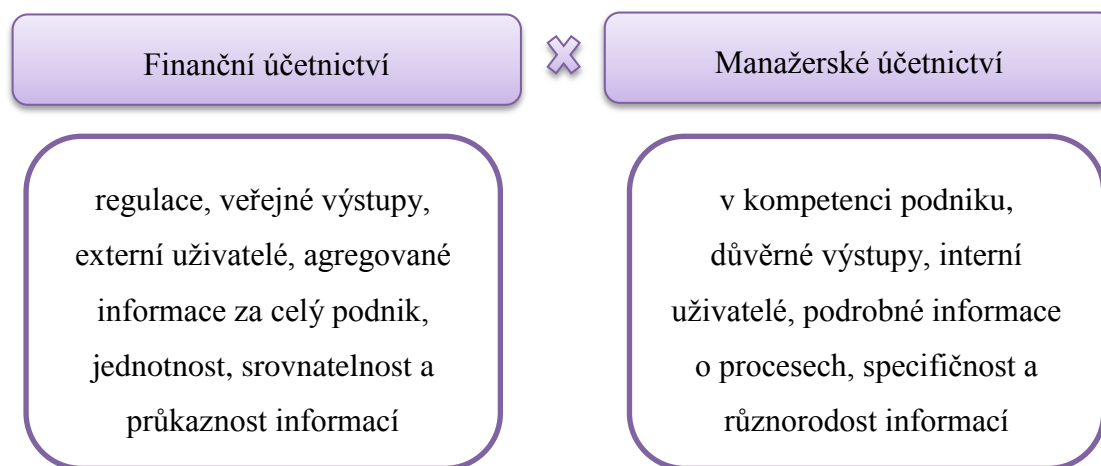 Finanční účetnictví
Manažerské účetnictví
regulace, veřejné výstupy,
externí uživatelé, agregované
informace za celý podnik,
jednotnost, srovnatelnost a
průkaznost informací
v kompetenci podniku,
důvěrné výstupy, interní
uživatelé, podrobné informace
o procesech, specifičnost a
různorodost informací